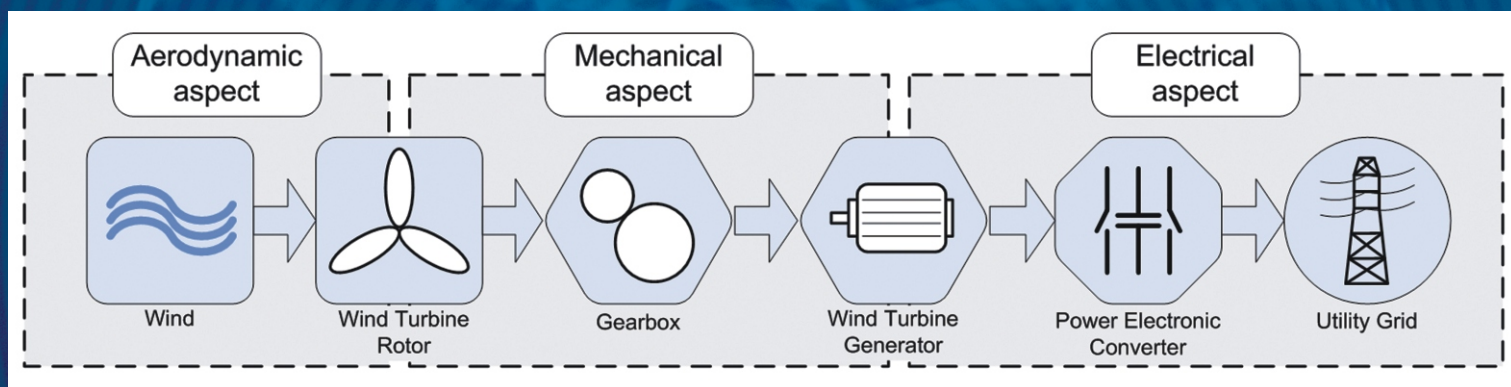 Aerodynamic
aspect
Mechanical
aspect
Electrical
aspect
Wind
Wind Turbine
Rotor
Gearbox
Wind Turbine
Generator
Power Electronic
Converter
Utility Grid